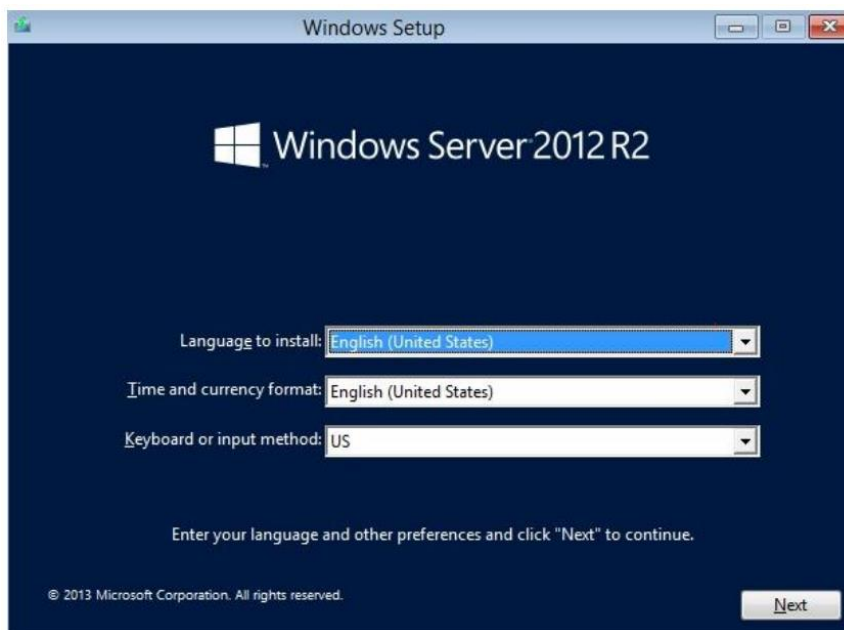 Windows Setup
Windows Server 2012 R2
Language to install: English (United States)
Time and currency format: English (United States)
Keyboard or input method: US
Enter your language and other preferences and click "Next" to continue.
© 2013 Microsoft Corporation. All rights reserved.
Next